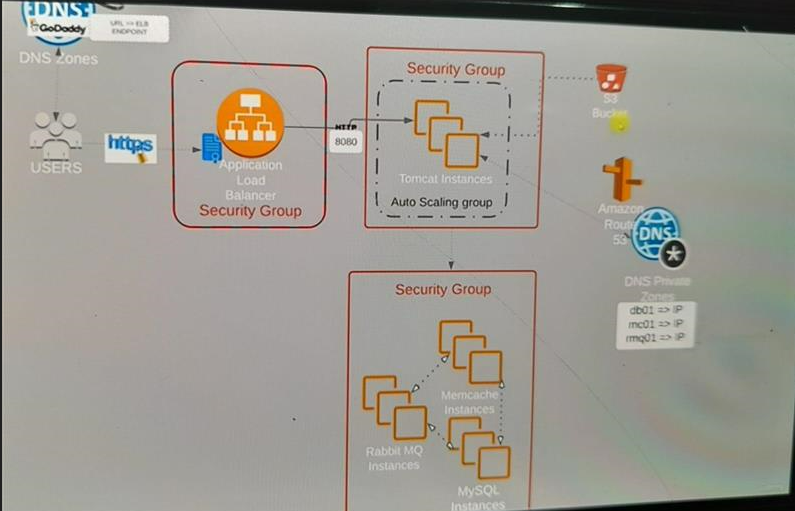 DNS
GoDaddy
URL => ELB
ENDPOINT
DNS Zones
USERS
https
Application
Load
Balancer
Security Group
HTTP
8080
Security Group
Tomcat Instances
Auto Scaling group
S3
Bucket
Amazon
Route
53
DNS
DNS Private
Zones
db01 => IP
mc01 => IP
rmq01 => IP
Security Group
Memcache
Instances
Rabbit MQ
Instances
MySQL
Instances